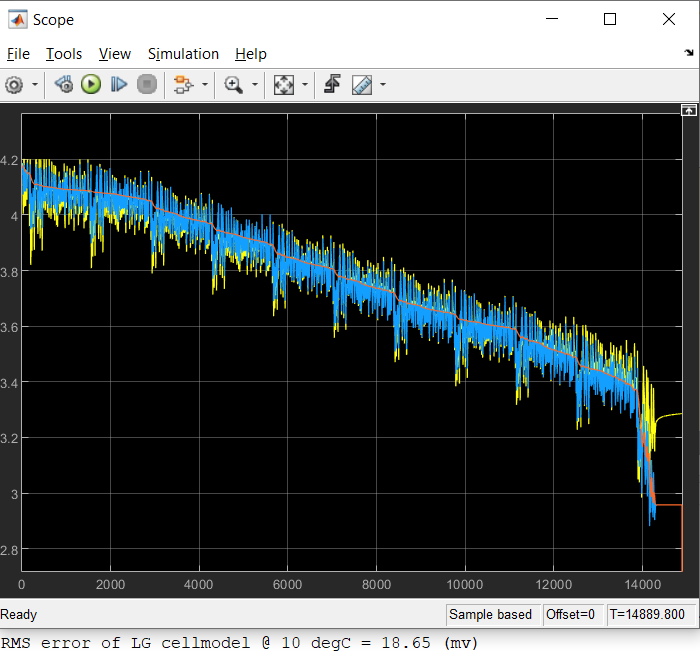 Scope
File Tools View Simulation Help
4.2
4
3.8
3.6
3.4
3.2
3
2.8
0 2000 4000 6000 8000 10000 12000 14000
Ready Sample based Offset=0 T=14889.800
RMS error of LG cellmodel @ 10 degC = 18.65 (mv)